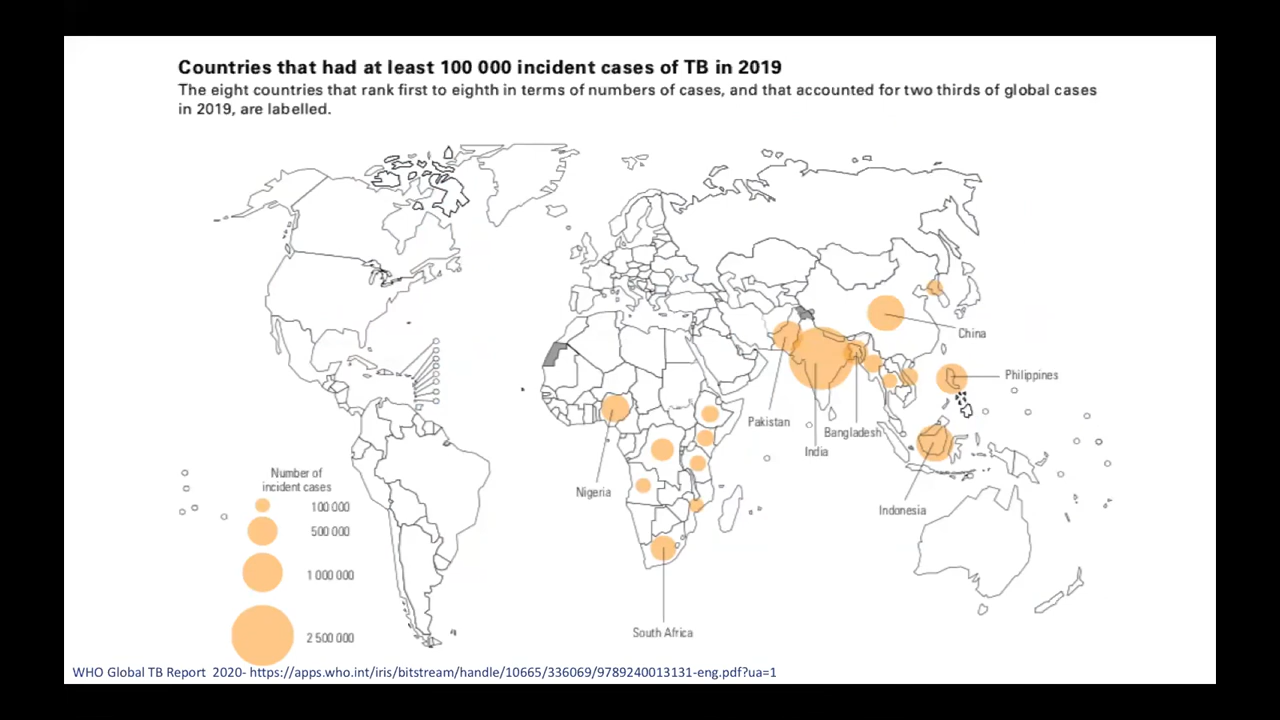 Countries that had at least 100 000 incident cases of TB in 2019
The eight countries that rank first to eighth in terms of numbers of cases, and that accounted for two thirds of global cases
in 2019, are labelled.
China
Philippines
Pakistan
Bangladesh
India
Nigeria
Indonesia
South Africa
Number of
incident cases
100 000
500 000
1 000 000
2 500 000
WHO Global TB Report 2020- https://apps.who.int/iris/bitstream/handle/10665/336069/9789240013131-eng.pdf?ua=1